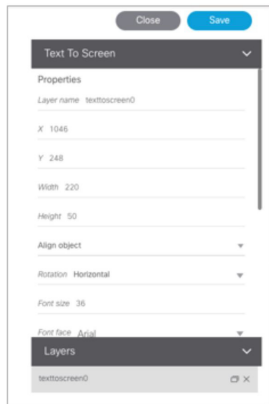 Close Save
Text To Screen
Properties
Layer name texttoscreen0
X 1046
Y 248
Width 220
Height 50
Align object
Rotation Horizontal
Font size 36
Font face Arial
Layers
texttoscreen0